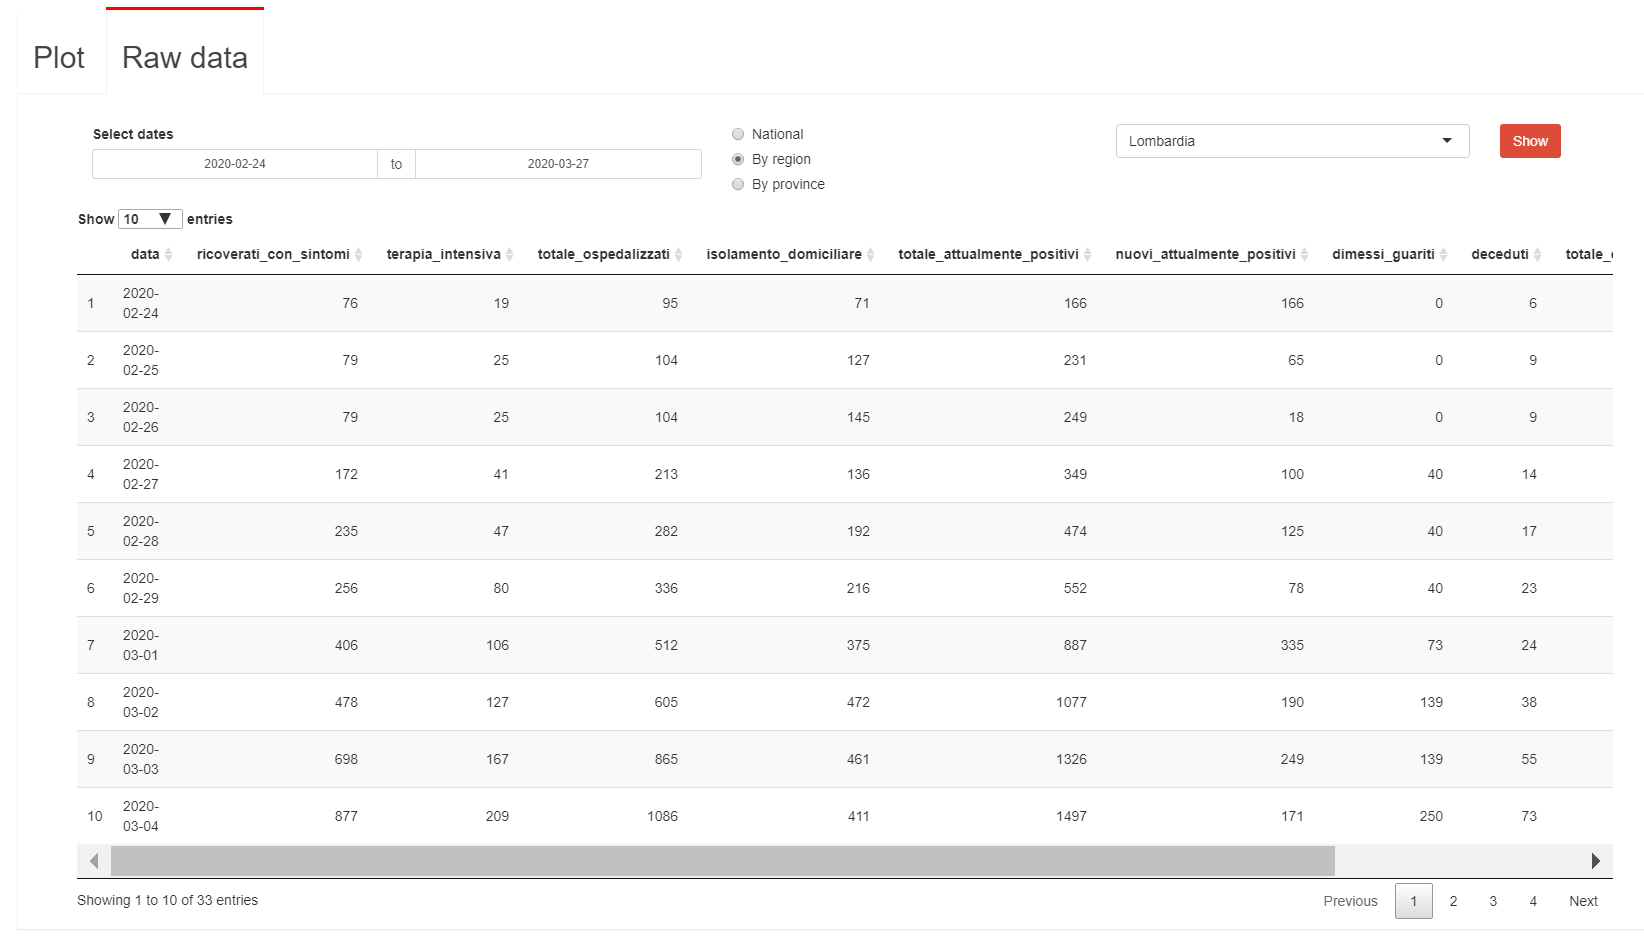 Plot Raw data
Select dates
2020-02-24 to 2020-03-27
National
By region
By province
Lombardia
Show
Show 10 entries
data ricoverati_con_sintomi terapia_intensiva totale_ospedalizzati isolamento_domiciliare totale_attualmente_positivi nuovi_attualmente_positivi dimessi_guariti deceduti totale_
1 2020-02-24 76 19 95 71 166 166 0 6
2 2020-02-25 79 25 104 127 231 65 0 9
3 2020-02-26 79 25 104 145 249 18 0 9
4 2020-02-27 172 41 213 136 349 100 40 14
5 2020-02-28 235 47 282 192 474 125 40 17
6 2020-02-29 256 80 336 216 552 78 40 23
7 2020-03-01 406 106 512 375 887 335 73 24
8 2020-03-02 478 127 605 472 1077 190 139 38
9 2020-03-03 698 167 865 461 1326 249 139 55
10 2020-03-04 877 209 1086 411 1497 171 250 73
Showing 1 to 10 of 33 entries
Previous 1 2 3 4 Next